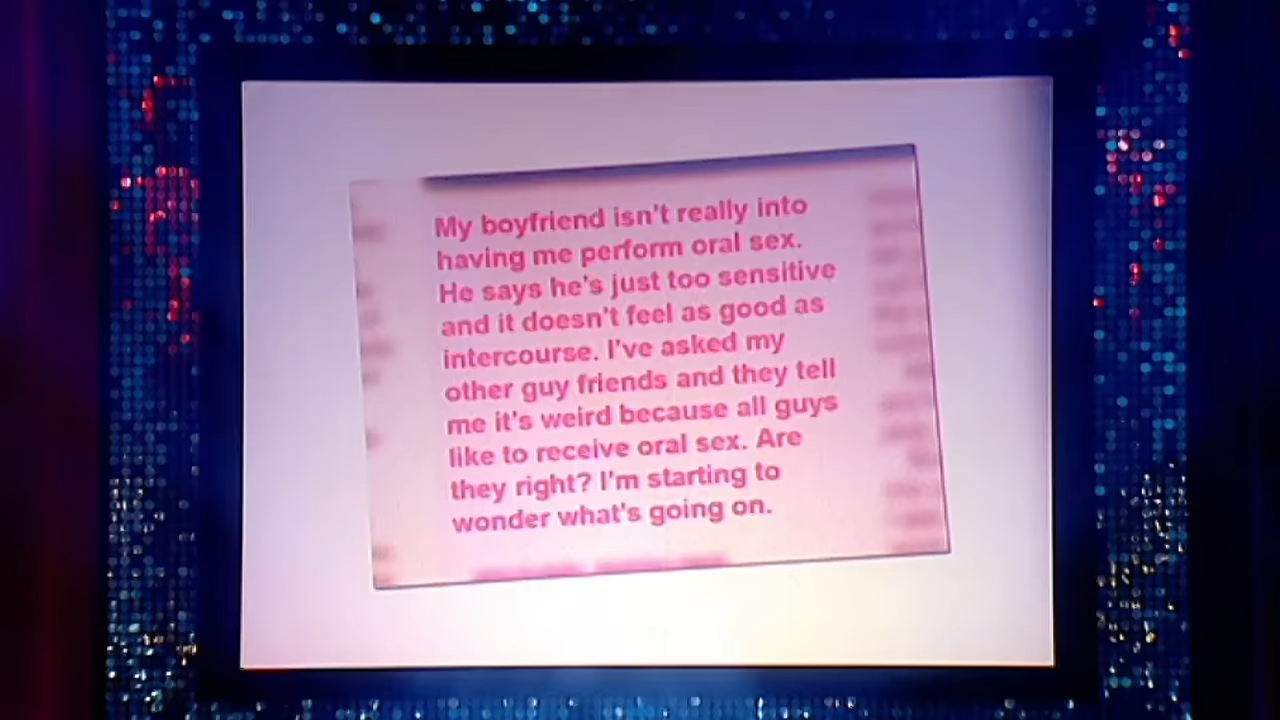 My boyfriend isn't really into
having me perform oral sex.
He says he's just too sensitive
and it doesn't feel as good as
intercourse. I've asked my
other guy friends and they tell
me it's weird because all guys
like to receive oral sex. Are
they right? I'm starting to
wonder what's going on.